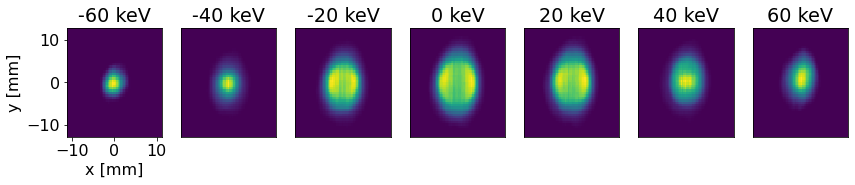 -60 keV
-40 keV
-20 keV
0 keV
20 keV
40 keV
60 keV
10
0
−10
y [mm]
−10
0
10
x [mm]